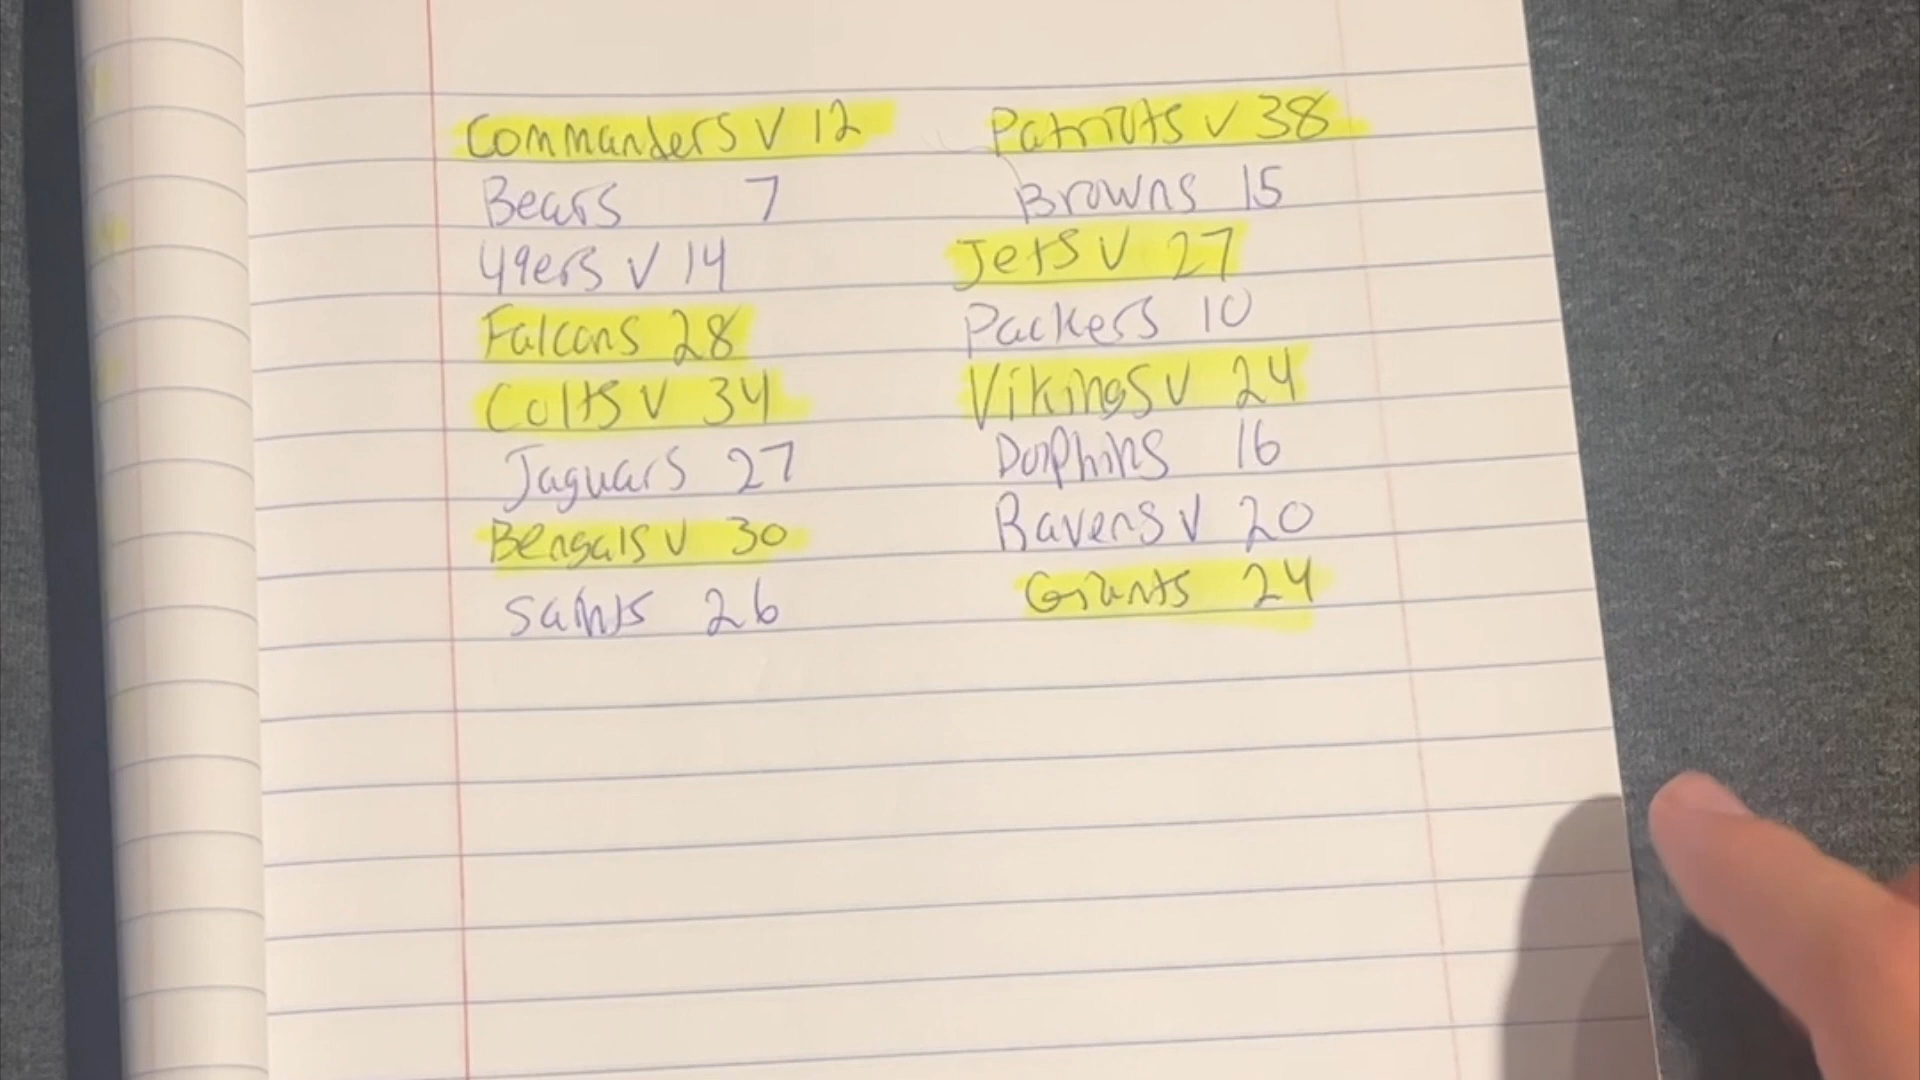 Commanders v 12
Bears 7
49ers v 14
Falcons 28
Colts v 34
Jaguars 27
Bengals v 30
Saints 26
Patriots v 38
Browns 15
Jets v 27
Packers 10
Vikings v 24
Dolphins 16
Ravens v 20
Giants 24